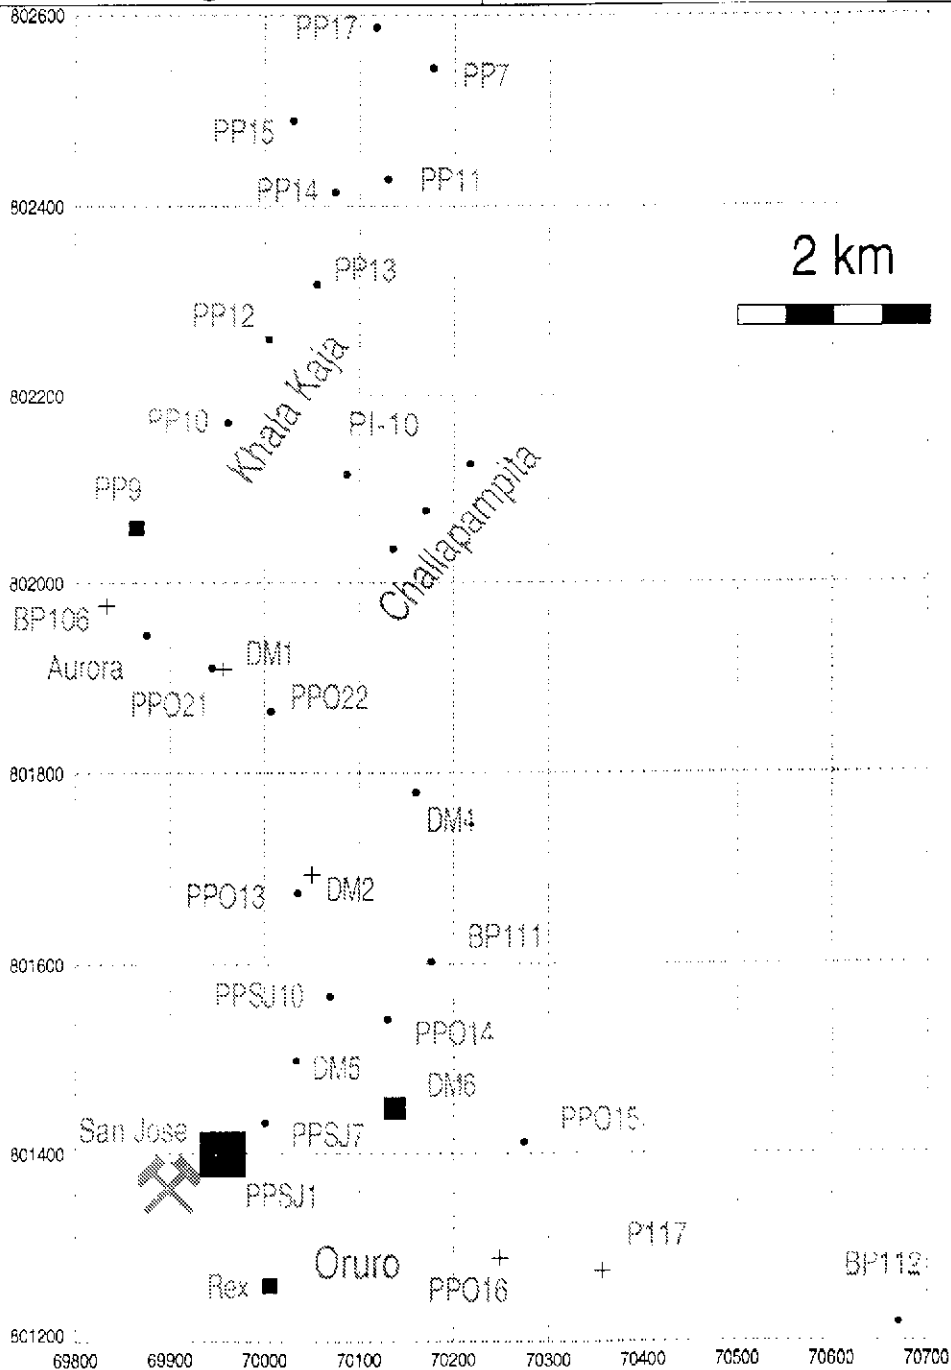 802600
PP17
PP7
PP15
PP14
PP11
802400
2 km
PP13
PP12
802200
Khala Kaja
PP10
PI-10
PP9
Challapampita
802000
BP106
Aurora
DM1
PPO21
PPO22
801800
DM4
PPO13
DM2
BP111
801600
PPSJ10
PPO14
DM5
DM6
San Jose
PPSJ7
PPO15
801400
PPSJ1
P117
Oruro
BP112
Rex
PPO16
801200
69800 69900 70000 70100 70200 70300 70400 70500 70600 70700